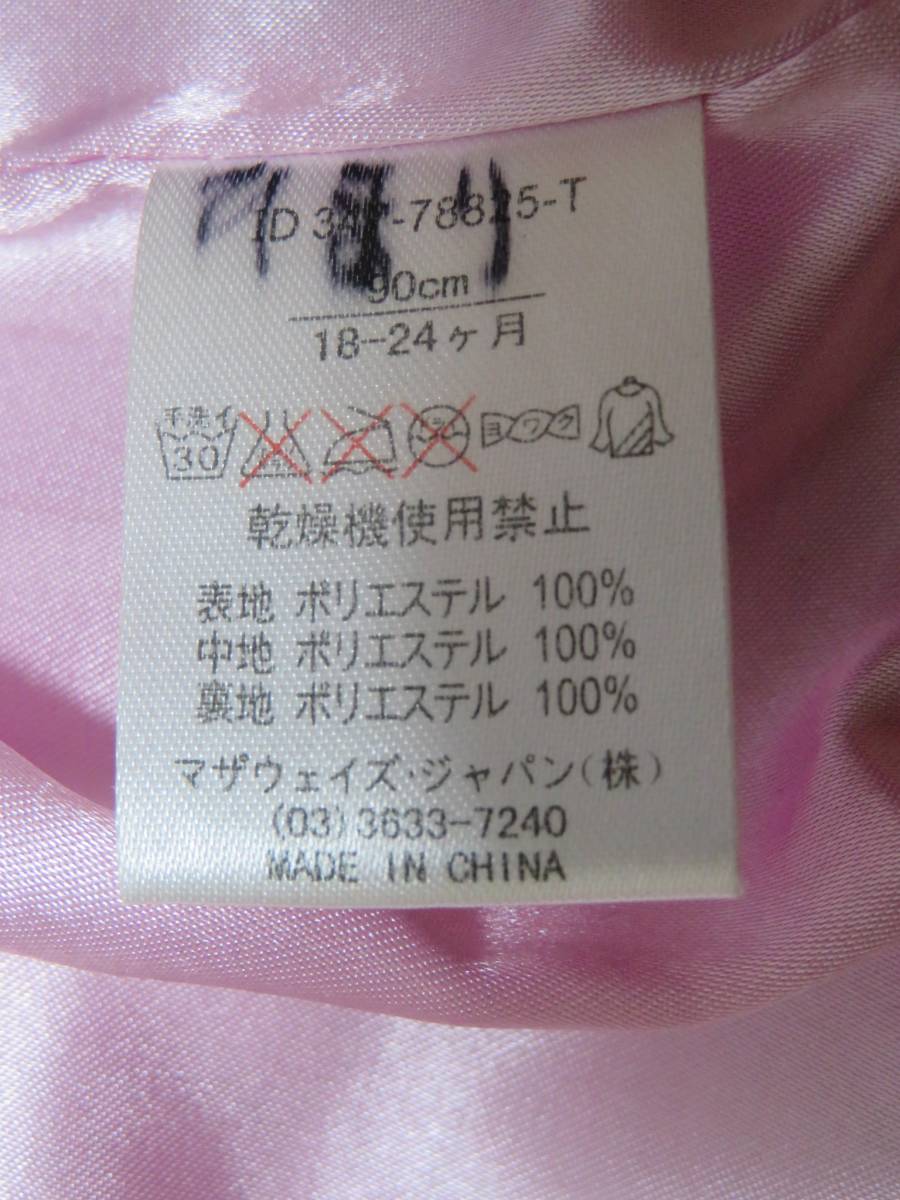 ID 34
-78825-T
90cm
18-24ヶ月
手洗イ
30
ヨワク
乾燥機使用禁止
表地 ポリエステル 100%
中地 ポリエステル 100%
裏地 ポリエステル 100%
マザウェイズ・ジャパン(株)
(03)3633-7240
MADE IN CHINA